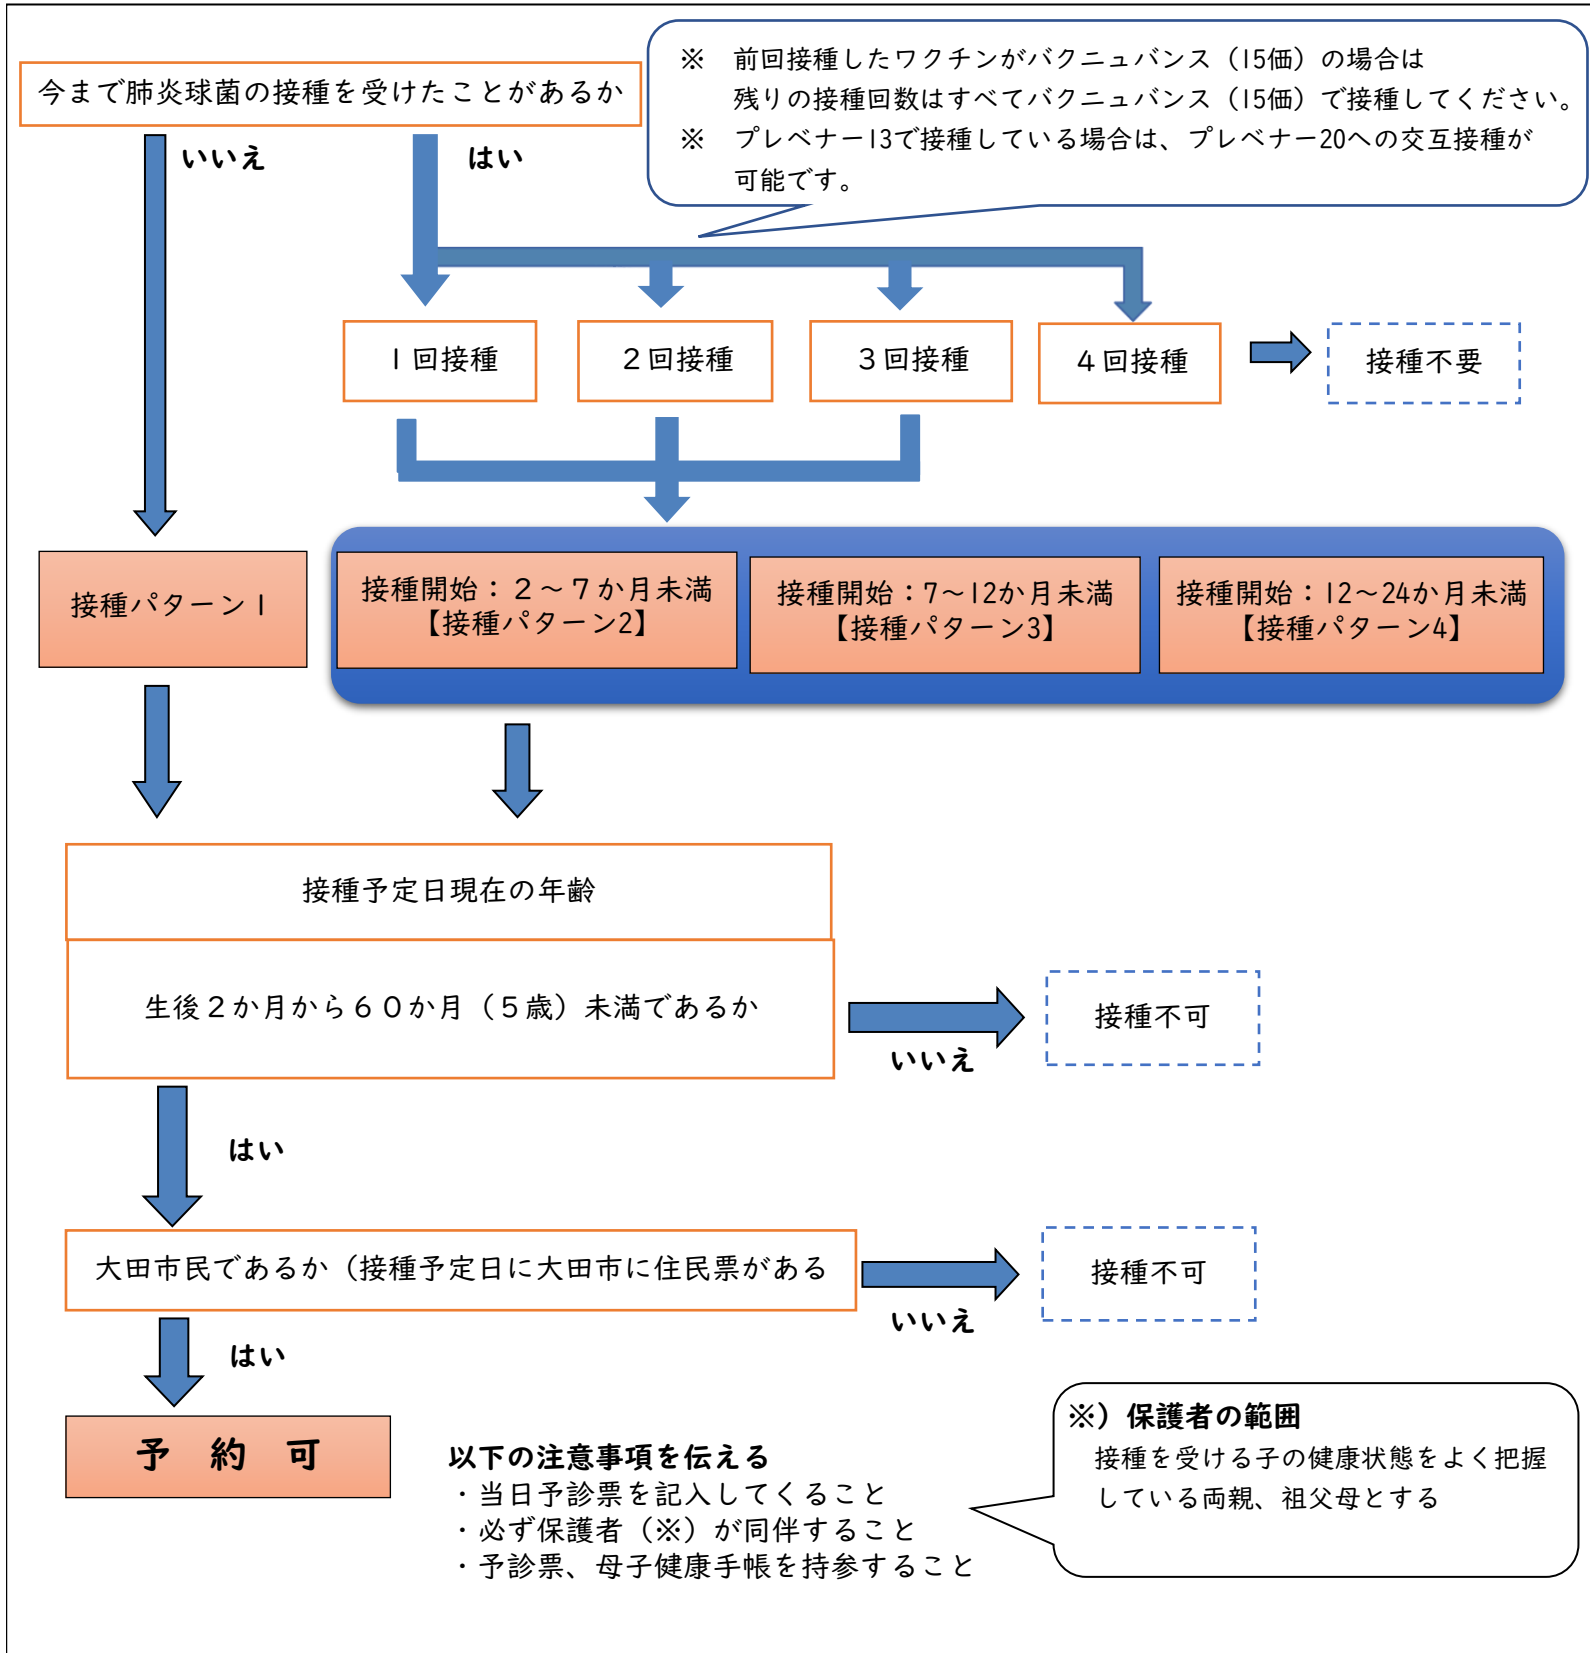 ※　前回接種したワクチンがバクニュバンス（15価）の場合は
残りの接種回数はすべてバクニュバンス（15価）で接種してください。
※　プレベナー13で接種している場合は、プレベナー20への交互接種が
可能です。
今まで肺炎球菌の接種を受けたことがあるか
いいえ
はい
1回接種
２回接種
３回接種
４回接種
接種不要
接種パターン1
接種開始：２～７か月未満
【接種パターン2】
接種開始：7～12か月未満
【接種パターン3】
接種開始：12～24か月未満
【接種パターン4】
接種予定日現在の年齢
生後２か月から６０か月（５歳）未満であるか
いいえ
接種不可
はい
大田市民であるか（接種予定日に大田市に住民票がある
いいえ
接種不可
はい
予　約　可
以下の注意事項を伝える
・当日予診票を記入してくること
・必ず保護者（※）が同伴すること
・予診票、母子健康手帳を持参すること
※）保護者の範囲
接種を受ける子の健康状態をよく把握
している両親、祖父母とする